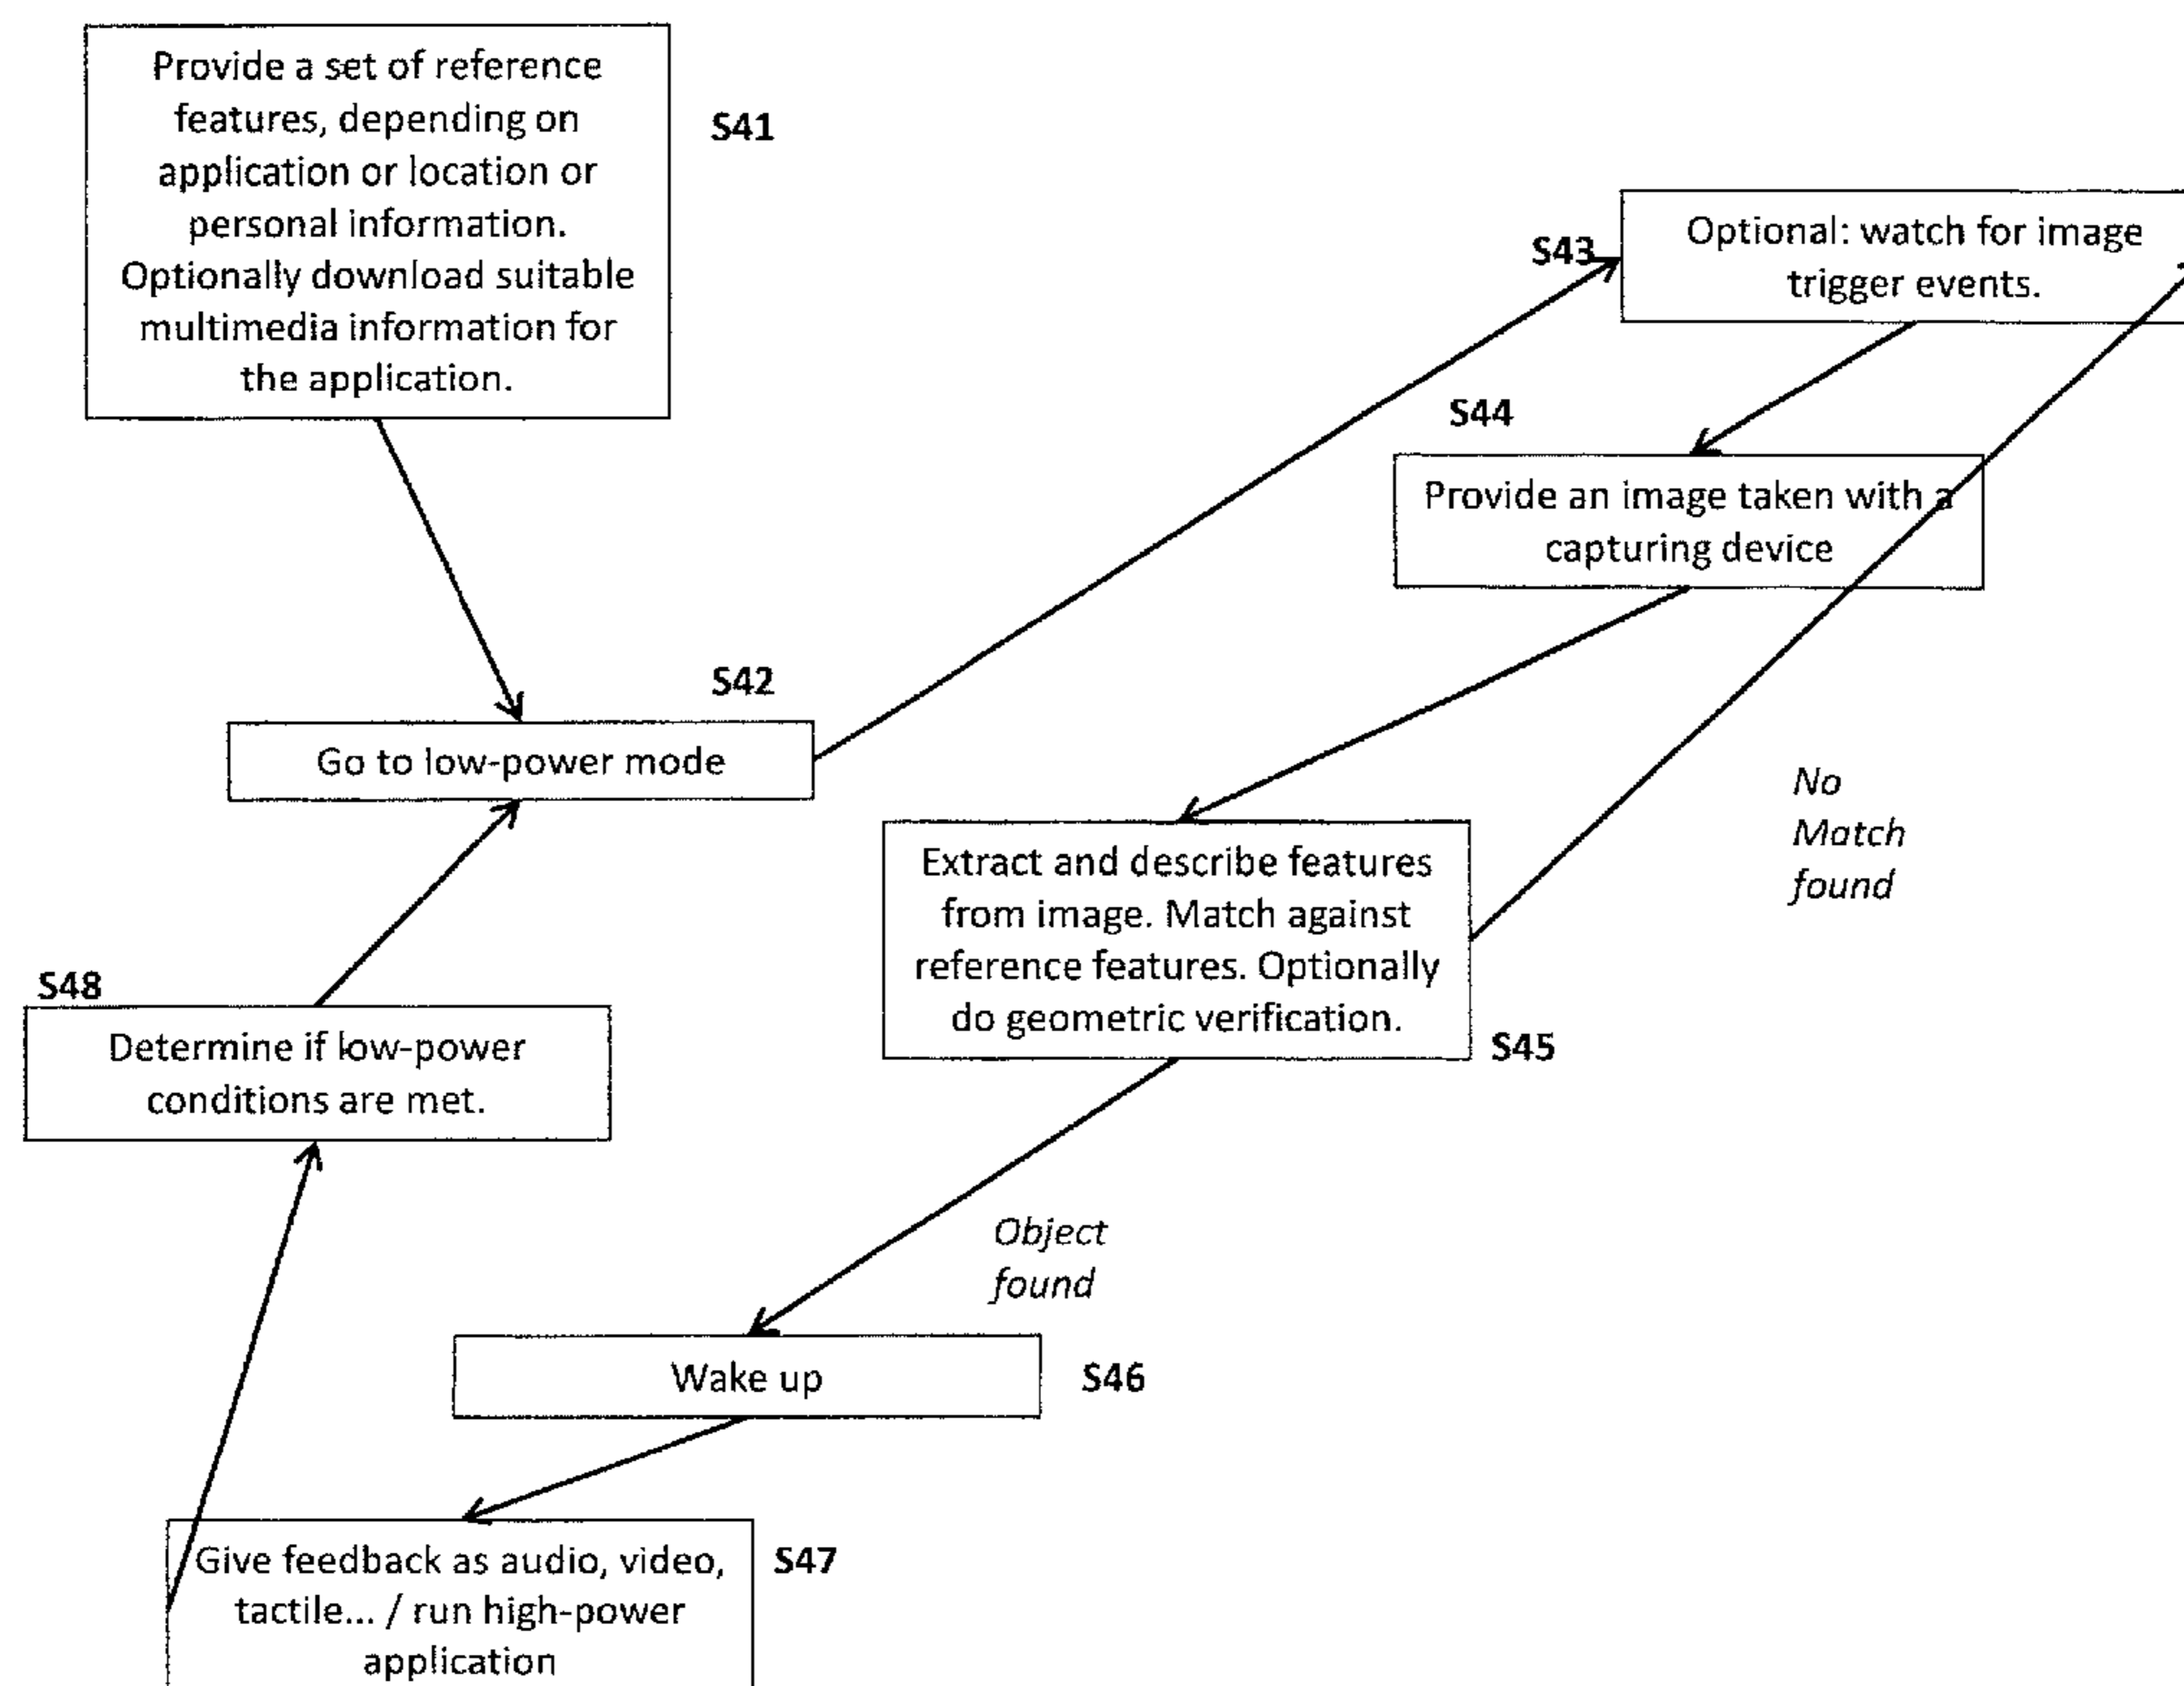 Provide a set of reference
features, depending on
application or location or
personal information.
Optionally download suitable
multimedia information for
the application.
S41
S42
Go to low-power mode
S43
Optional: watch for image
trigger events.
S44
Provide an image taken with a
capturing device
No
Match
found
Extract and describe features
from image. Match against
reference features. Optionally
do geometric verification.
S45
S48
Determine if low-power
conditions are met.
Object
found
Wake up
S46
Give feedback as audio, video,
tactile... / run high-power
application
S47